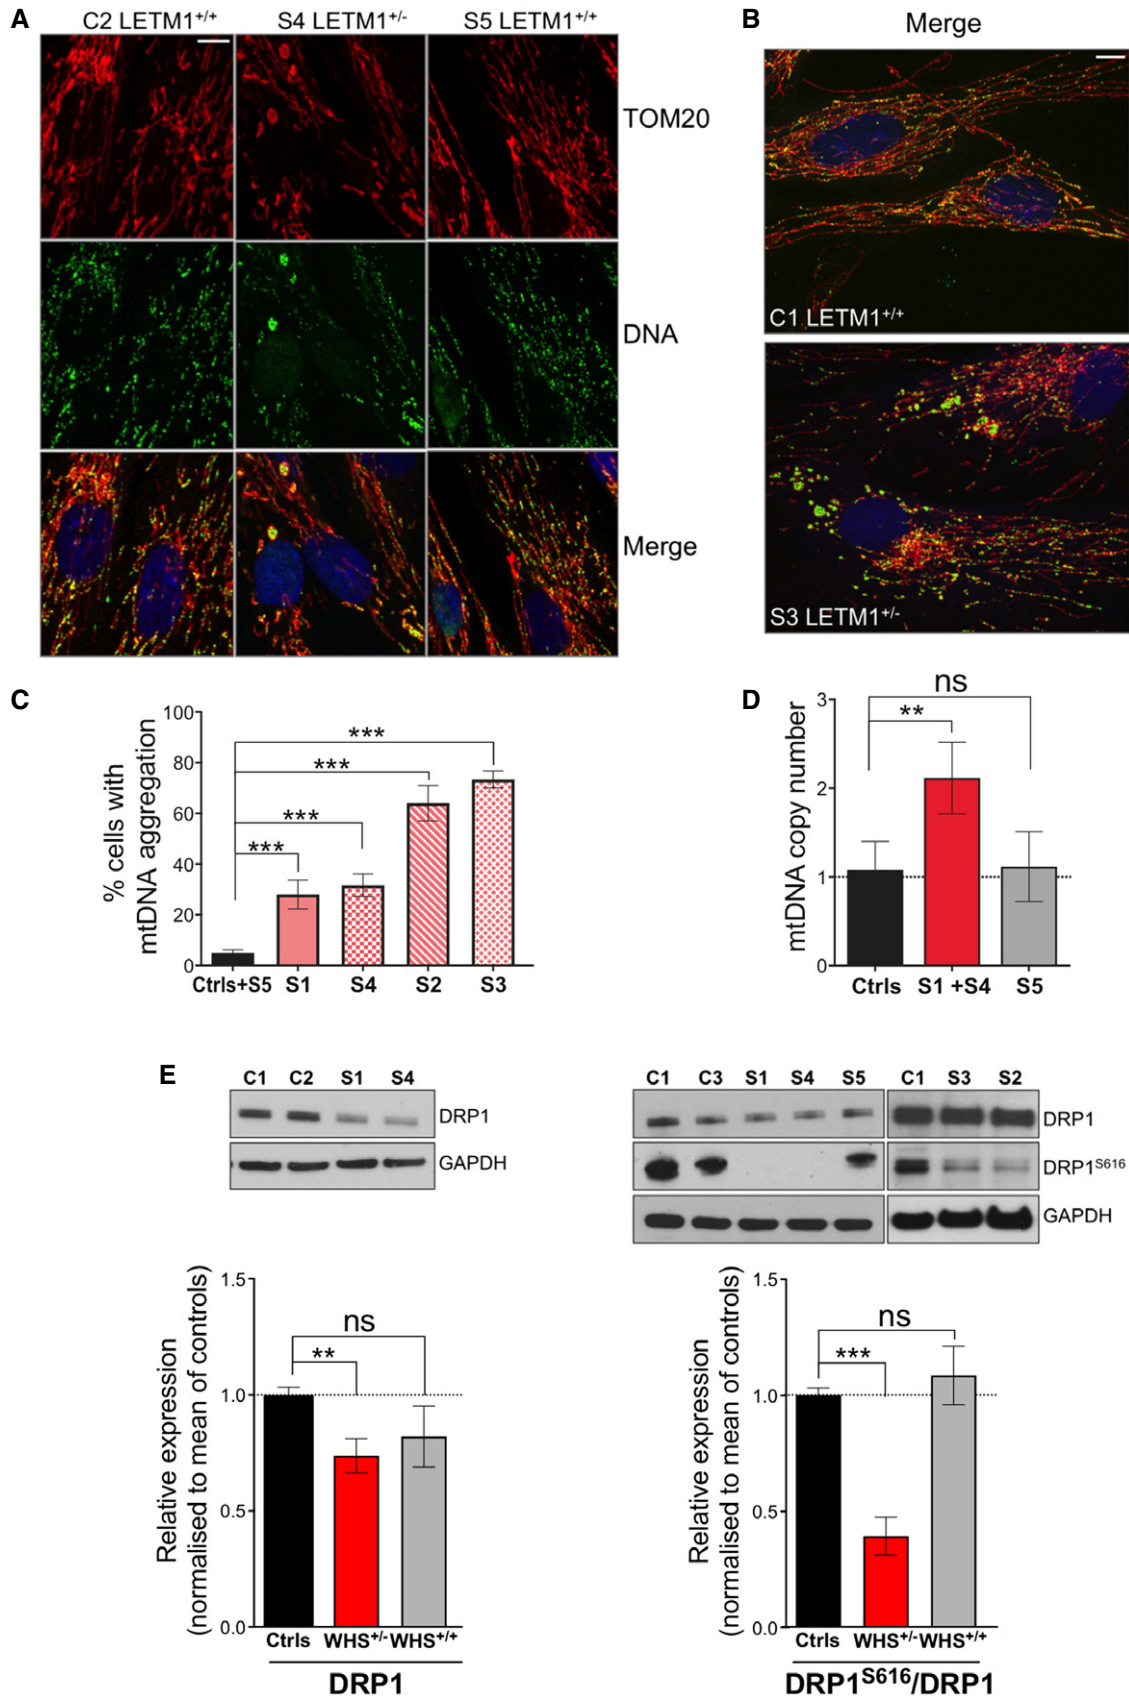 A
C2 LETM1+/+
S4 LETM1+/-
S5 LETM1+/+
TOM20
DNA
Merge
B
Merge
C1 LETM1+/+
S3 LETM1+/-
C
% cells with
mtDNA aggregation
100
80
60
40
20
0
***
***
***
***
Ctrls+S5 S1 S4 S2 S3
D
mtDNA copy number
3
2
1
0
ns
**
Ctrls S1 +S4 S5
E
C1 C2 S1 S4
DRP1
GAPDH
C1 C3 S1 S4 S5 C1 S3 S2
DRP1
DRP1S616
GAPDH
Relative expression
(normalised to mean of controls)
1.5
1.0
0.5
0.0
ns
**
Ctrls WHS+/- WHS+/+
DRP1
Relative expression
(normalised to mean of controls)
1.5
1.0
0.5
0.0
ns
***
Ctrls WHS+/- WHS+/+
DRP1S616/DRP1